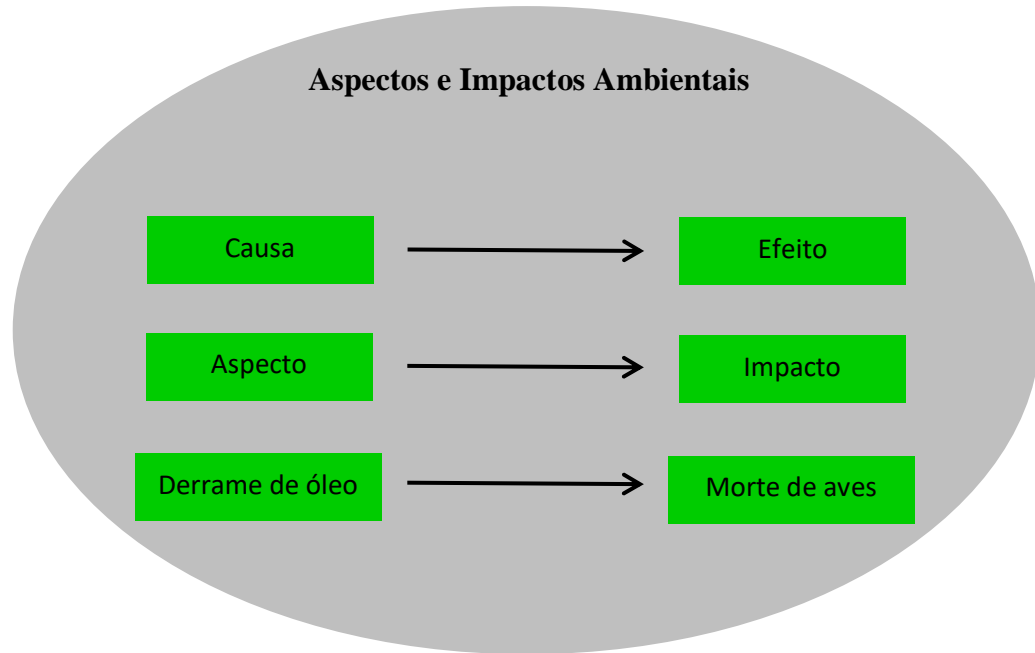 Aspectos e Impactos Ambientais
Causa
Efeito
Aspecto
Impacto
Derrame de óleo
Morte de aves